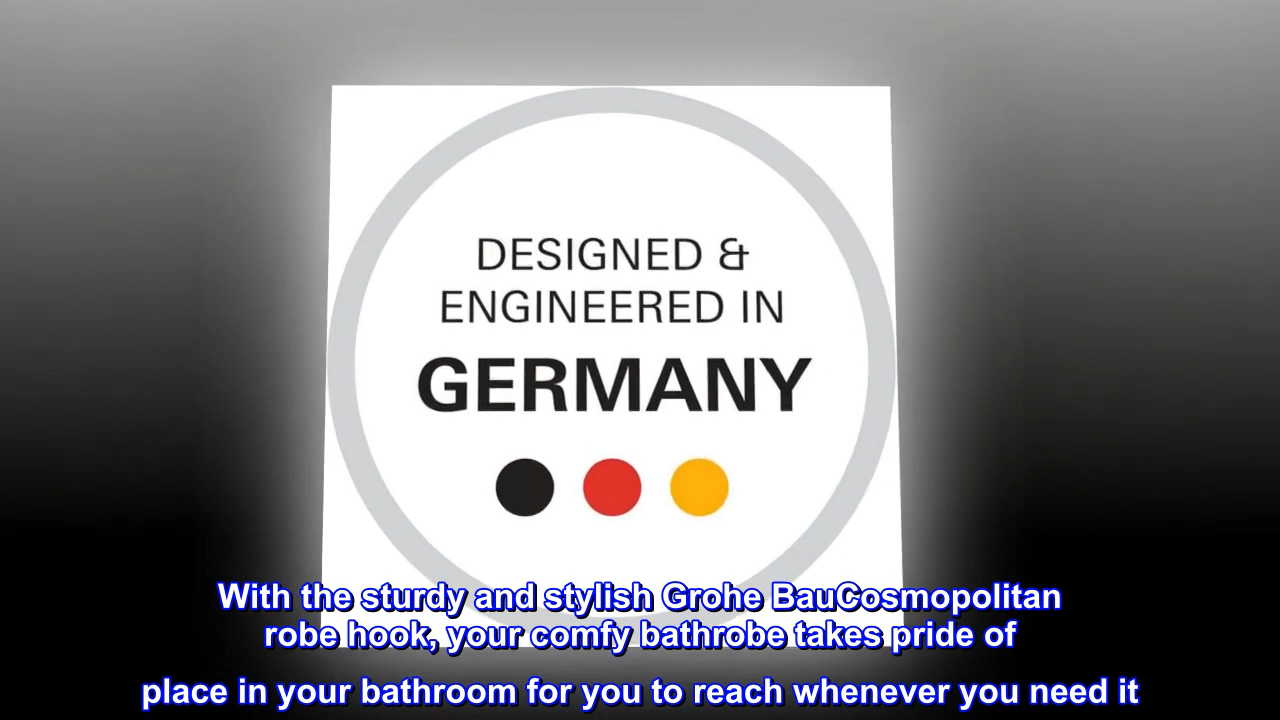 DESIGNED &
ENGINEERED IN
GERMANY
With the sturdy and stylish Grohe BauCosmopolitan
robe hook, your comfy bathrobe takes pride of
place in your bathroom for you to reach whenever you need it